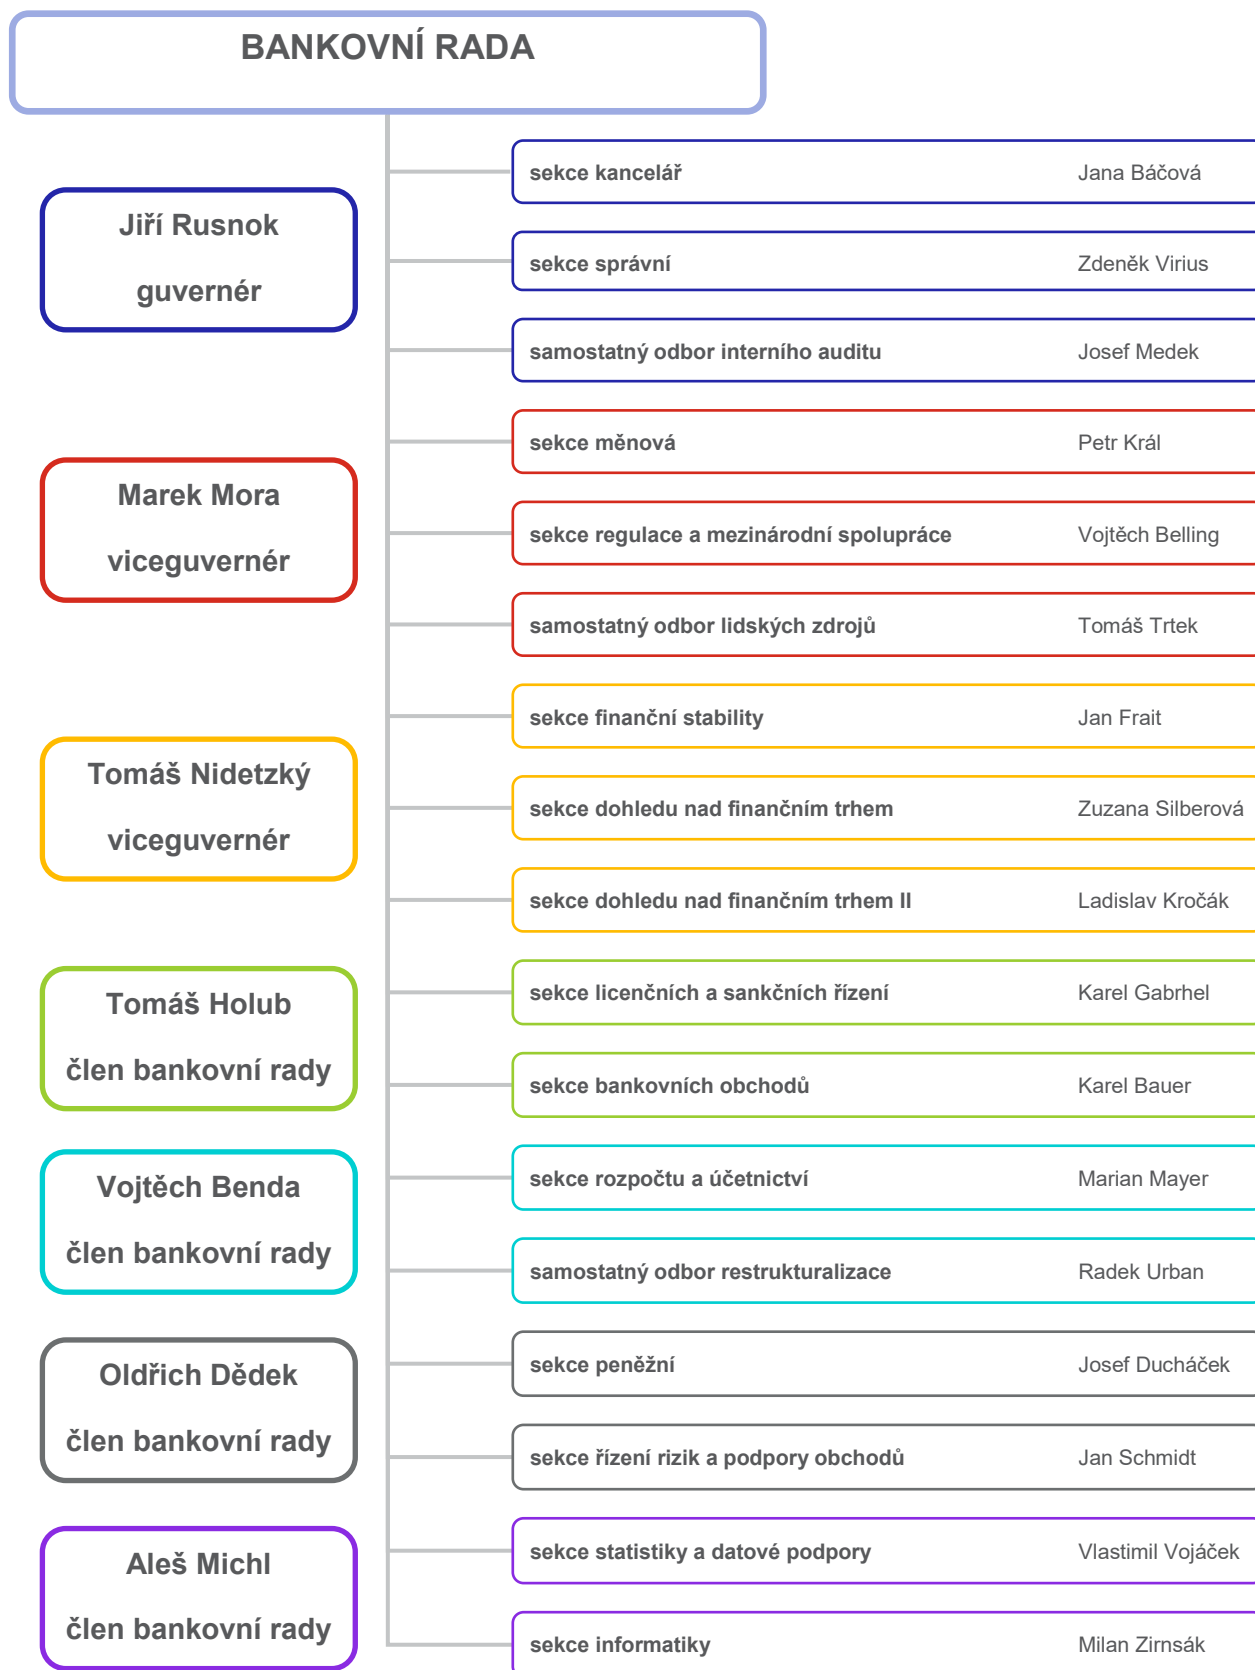 BANKOVNÍ RADA
sekce kancelář Jana Báčová
Jiří Rusnok
guvernér
sekce správní Zdeněk Virius
samostatný odbor interního auditu Josef Medek
sekce měnová Petr Král
Marek Mora
viceguvernér
sekce regulace a mezinárodní spolupráce Vojtěch Belling
samostatný odbor lidských zdrojů Tomáš Trtek
sekce finanční stability Jan Frait
Tomáš Nidetzký
viceguvernér
sekce dohledu nad finančním trhem Zuzana Silberová
sekce dohledu nad finančním trhem II Ladislav Kročák
sekce licenčních a sankčních řízení Karel Gabrhel
Tomáš Holub
člen bankovní rady
sekce bankovních obchodů Karel Bauer
sekce rozpočtu a účetnictví Marian Mayer
Vojtěch Benda
člen bankovní rady
samostatný odbor restrukturalizace Radek Urban
sekce peněžní Josef Ducháček
Oldřich Dědek
člen bankovní rady
sekce řízení rizik a podpory obchodů Jan Schmidt
sekce statistiky a datové podpory Vlastimil Vojáček
Aleš Michl
člen bankovní rady
sekce informatiky Milan Zirnsák